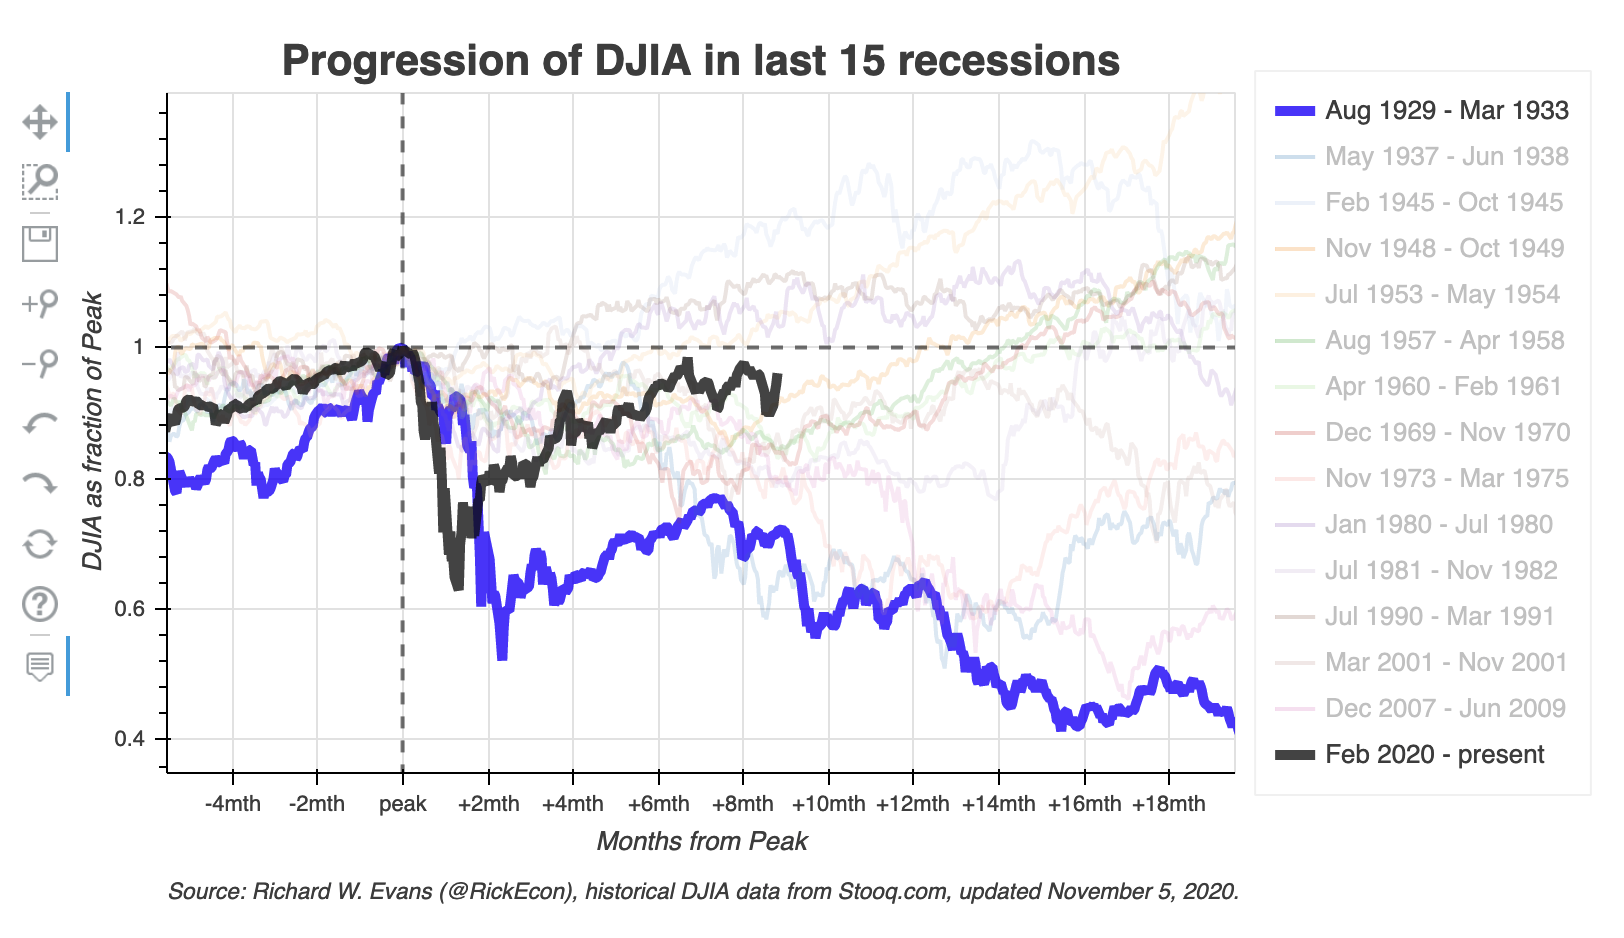 Progression of DJIA in last 15 recessions
DJIA as fraction of Peak
1.2
1
0.8
0.6
0.4
-4mth -2mth peak +2mth +4mth +6mth +8mth +10mth +12mth +14mth +16mth +18mth
Months from Peak
Aug 1929 - Mar 1933
May 1937 - Jun 1938
Feb 1945 - Oct 1945
Nov 1948 - Oct 1949
Jul 1953 - May 1954
Aug 1957 - Apr 1958
Apr 1960 - Feb 1961
Dec 1969 - Nov 1970
Nov 1973 - Mar 1975
Jan 1980 - Jul 1980
Jul 1981 - Nov 1982
Jul 1990 - Mar 1991
Mar 2001 - Nov 2001
Dec 2007 - Jun 2009
Feb 2020 - present
Source: Richard W. Evans (@RickEcon), historical DJIA data from Stooq.com, updated November 5, 2020.